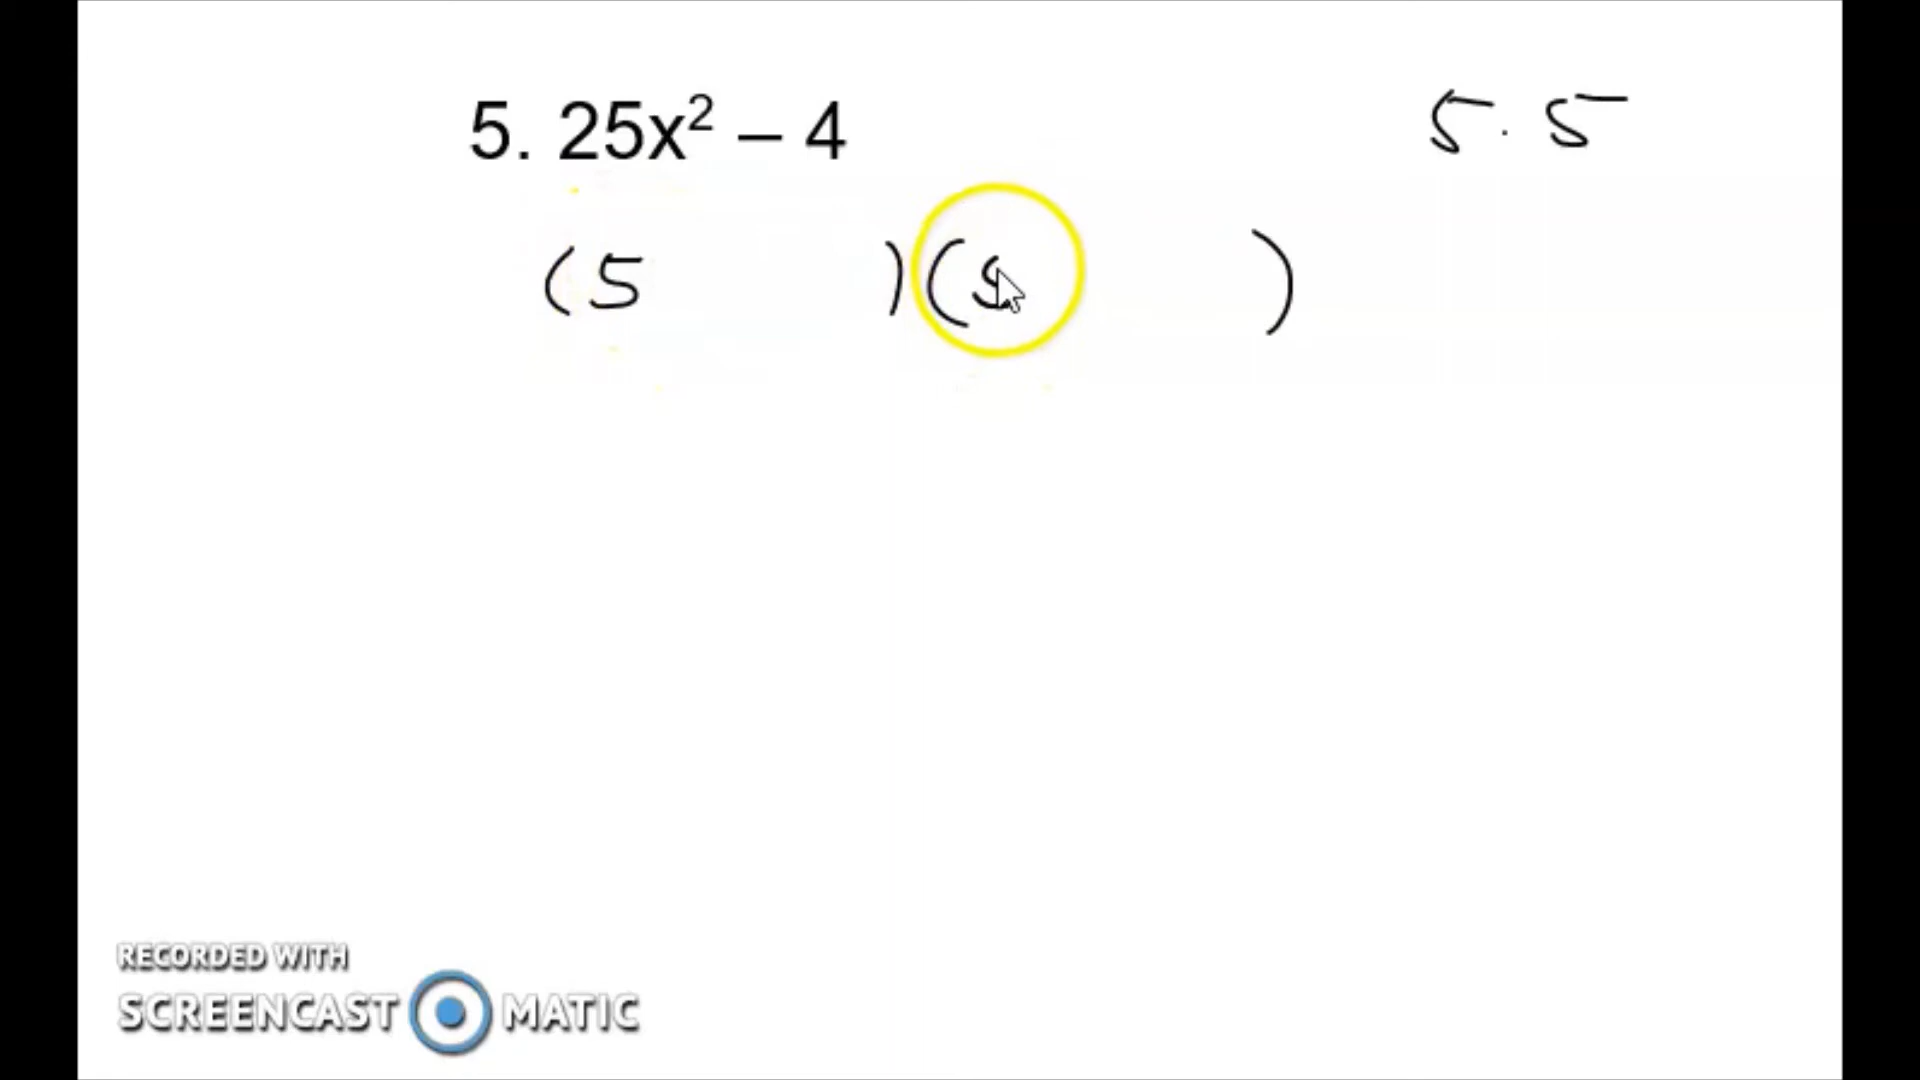 5. 25x² – 4
5 · 5
(5 )(5 )
RECORDED WITH
SCREENCAST MATIC